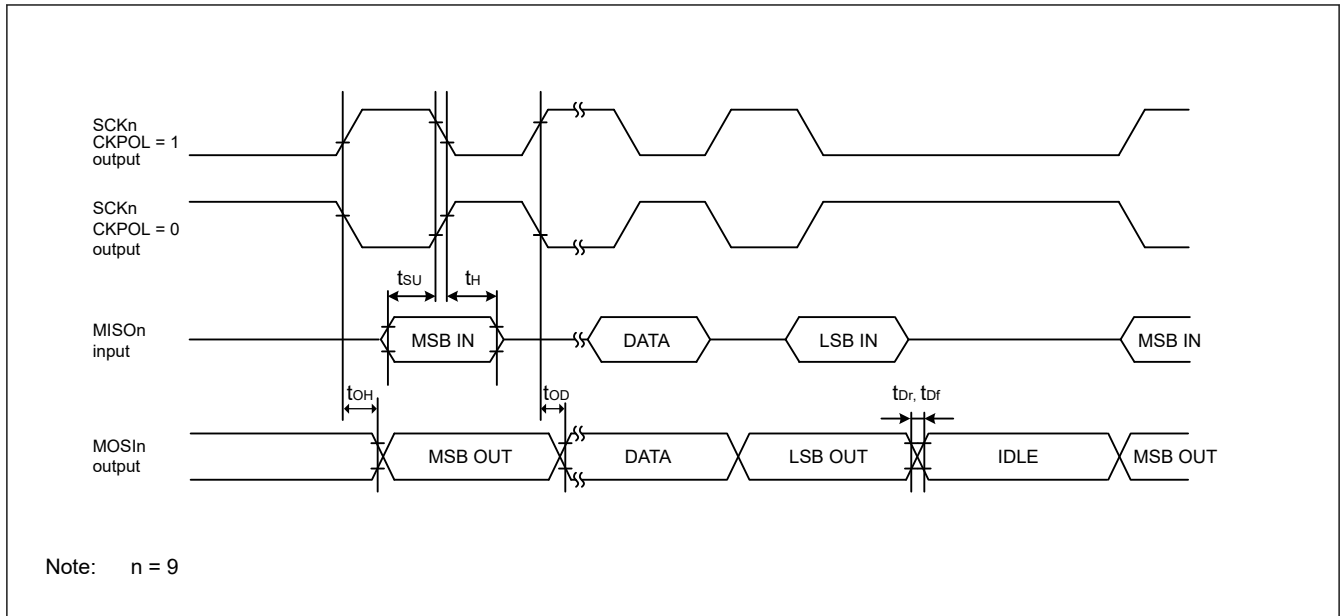 SCKn
CKPOL = 1
output
SCKn
CKPOL = 0
output
tSU
tH
MISOn
input
MSB IN
DATA
LSB IN
MSB IN
tOH
tOD
tDr, tDf
MOSIn
output
MSB OUT
DATA
LSB OUT
IDLE
MSB OUT
Note: n = 9